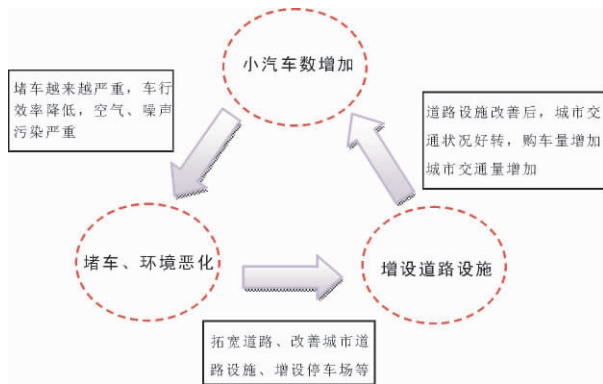 小汽车数增加
堵车越来越严重，车行
效率降低，空气、噪声
污染严重
道路设施改善后，城市交
通状况好转，购车量增加
城市交通量增加
堵车、环境恶化
增设道路设施
拓宽道路、改善城市道
路设施、增设停车场等